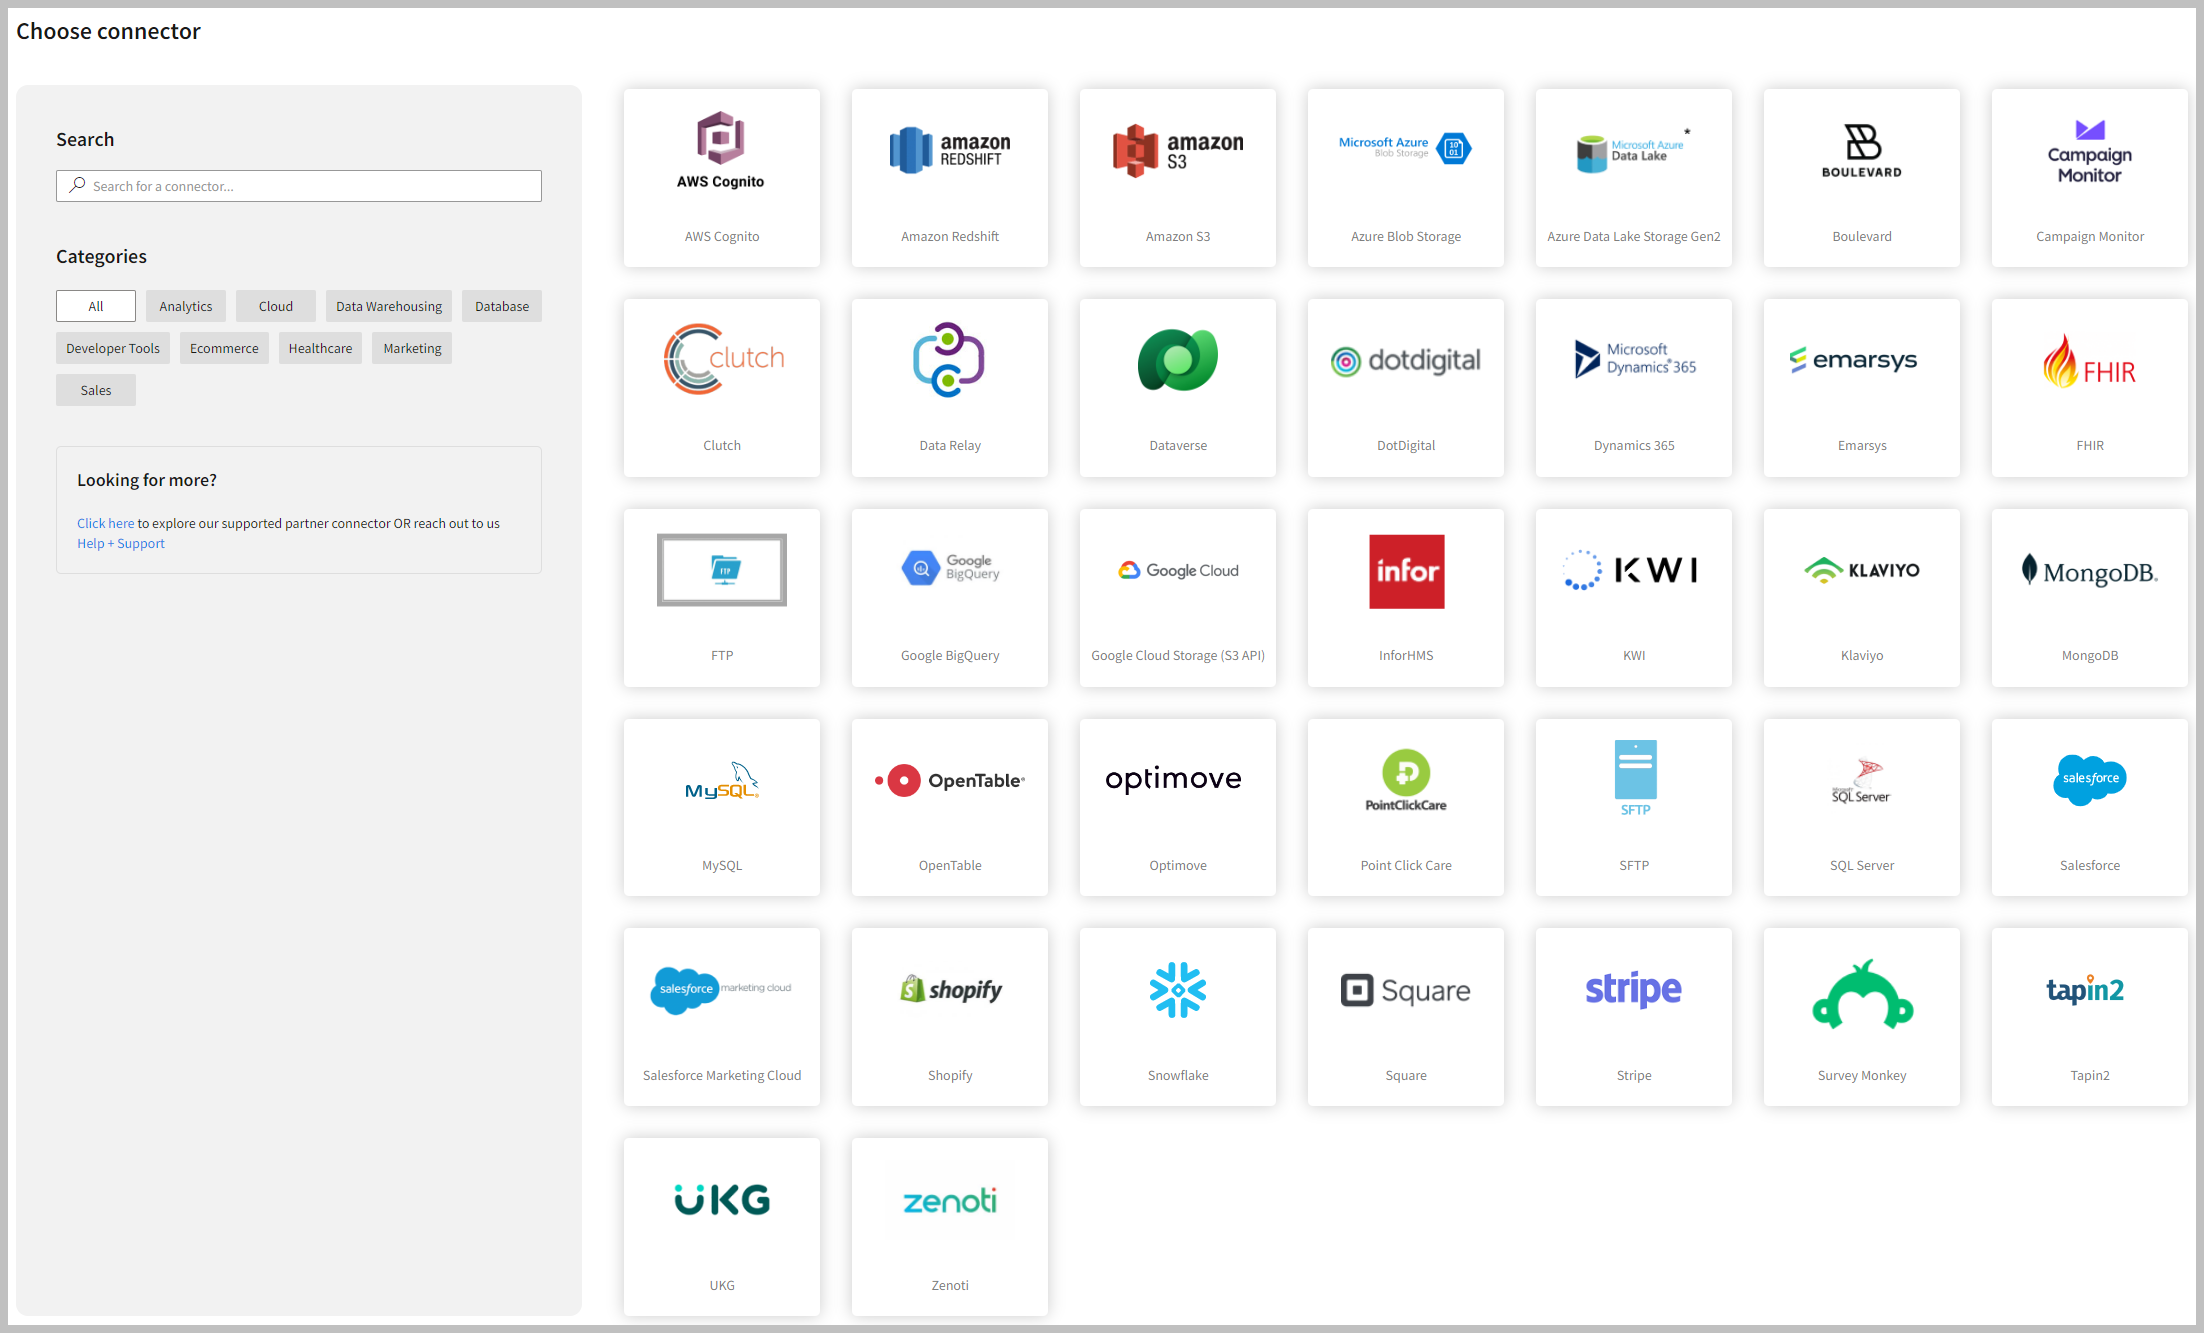 Choose connector
Search
Search for a connector...
Categories
All
Analytics
Cloud
Data Warehousing
Database
Developer Tools
Ecommerce
Healthcare
Marketing
Sales
Looking for more?
Click here to explore our supported partner connector OR reach out to us
Help + Support
AWS Cognito
AWS Cognito
amazon
REDSHIFT
Amazon Redshift
amazon
S3
Amazon S3
Microsoft Azure
Blob Storage
10
01
Azure Blob Storage
Microsoft Azure *
Data Lake
Azure Data Lake Storage Gen2
BOULEVARD
Boulevard
Campaign
Monitor
Campaign Monitor
clutch
Clutch
Data Relay
Dataverse
dotdigital
DotDigital
Microsoft
Dynamics 365
Dynamics 365
emarsys
Emarsys
FHIR
FHIR
FTP
FTP
Google
BigQuery
Google BigQuery
Google Cloud
Google Cloud Storage (S3 API)
infor
InforHMS
KWI
KWI
KLAVIYO
Klaviyo
MongoDB.
MongoDB
MySQL
MySQL
OpenTable
OpenTable
optimove
Optimove
PointClickCare
Point Click Care
SFTP
SFTP
SQL Server
SQL Server
salesforce
Salesforce
salesforce marketing cloud
Salesforce Marketing Cloud
shopify
Shopify
Snowflake
Square
Square
stripe
Stripe
Survey Monkey
tapin2
Tapin2
UKG
UKG
zenoti
Zenoti